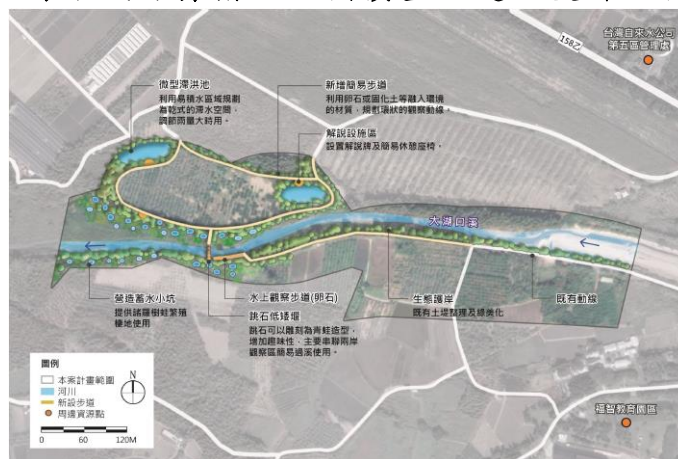 台灣自來水公司
第五區管理處
158乙
微型滯洪池
利用易積水區域規劃
為乾式的滯水空間，
調節雨量大時用。
新增簡易步道
利用卵石或固化土等融入環境
的材質，規劃環狀的觀察動線。
解說設施區
設置解說牌及簡易休憩座椅。
大湖口溪
營造蓄水小坑
提供諸羅樹蛙繁殖
棲地使用
水上觀察步道(卵石)
跳石低矮堰
跳石可以雕刻為青蛙造型，
增加趣味性，主要串聯兩岸
觀察區簡易過溪使用。
生態護岸
既有土堤整理及綠美化
既有動線
圖例
本案計畫範圍
河川
新設步道
周邊資源點
N
0 60 120M
福智教育園區